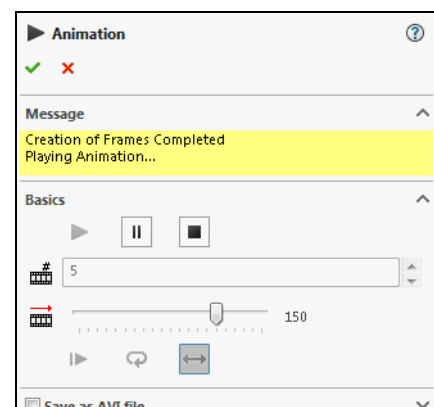 Animation
Message
Creation of Frames Completed
Playing Animation...
Basics
#
5
150
Save as AVI file